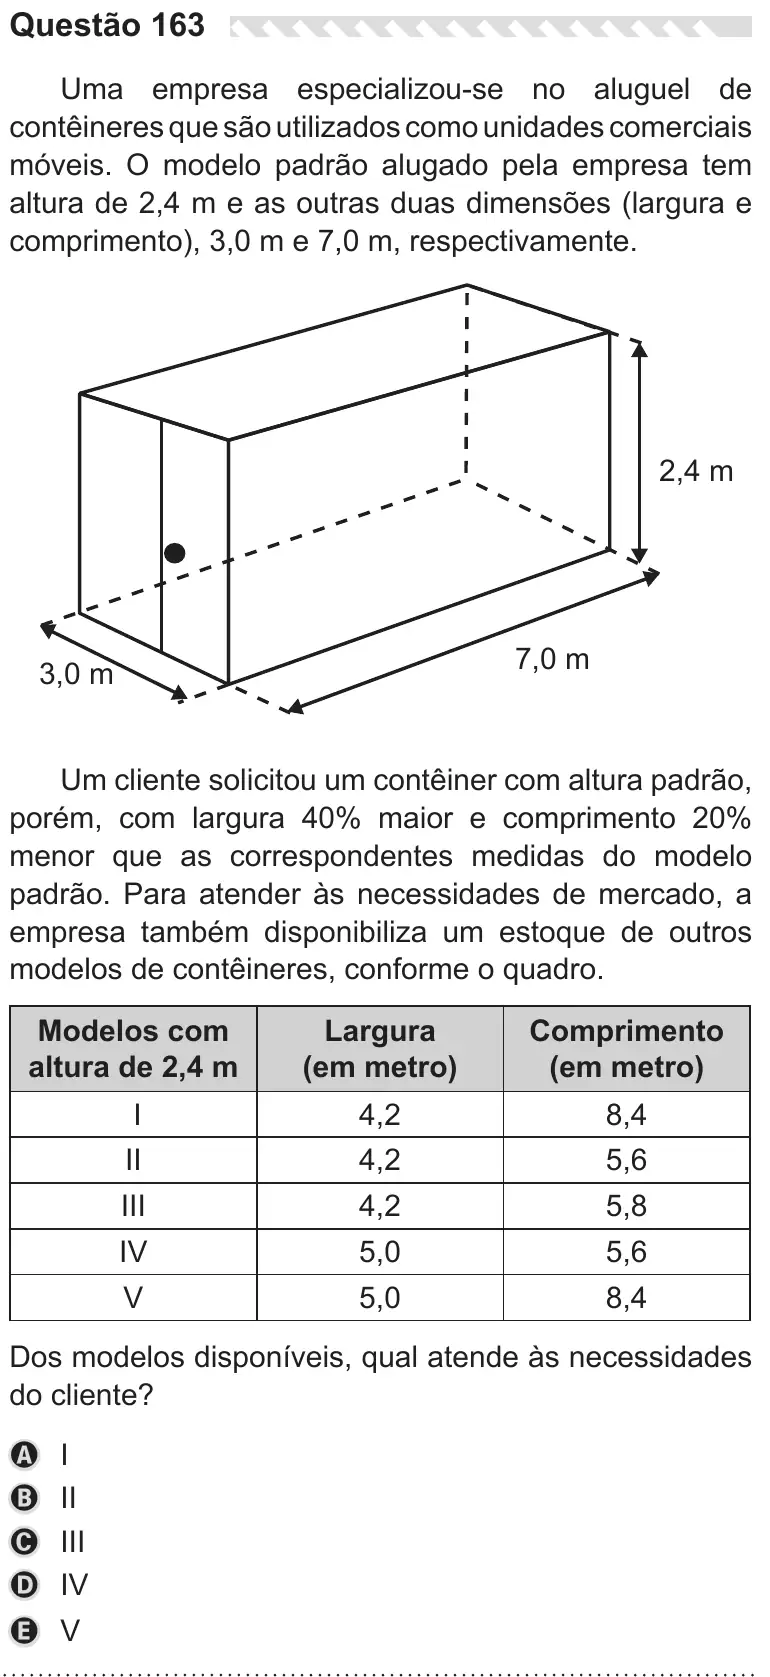 Questão 163
Uma empresa especializou-se no aluguel de
contêineres que são utilizados como unidades comerciais
móveis. O modelo padrão alugado pela empresa tem
altura de 2,4 m e as outras duas dimensões (largura e
comprimento), 3,0 m e 7,0 m, respectivamente.
2,4 m
7,0 m
3,0 m
Um cliente solicitou um contêiner com altura padrão,
porém, com largura 40% maior e comprimento 20%
menor que as correspondentes medidas do modelo
padrão. Para atender às necessidades de mercado, a
empresa também disponibiliza um estoque de outros
modelos de contêineres, conforme o quadro.
Modelos com altura de 2,4 m Largura (em metro) Comprimento (em metro)
I 4,2 8,4
II 4,2 5,6
III 4,2 5,8
IV 5,0 5,6
V 5,0 8,4
Dos modelos disponíveis, qual atende às necessidades
do cliente?
A I
B II
C III
D IV
E V